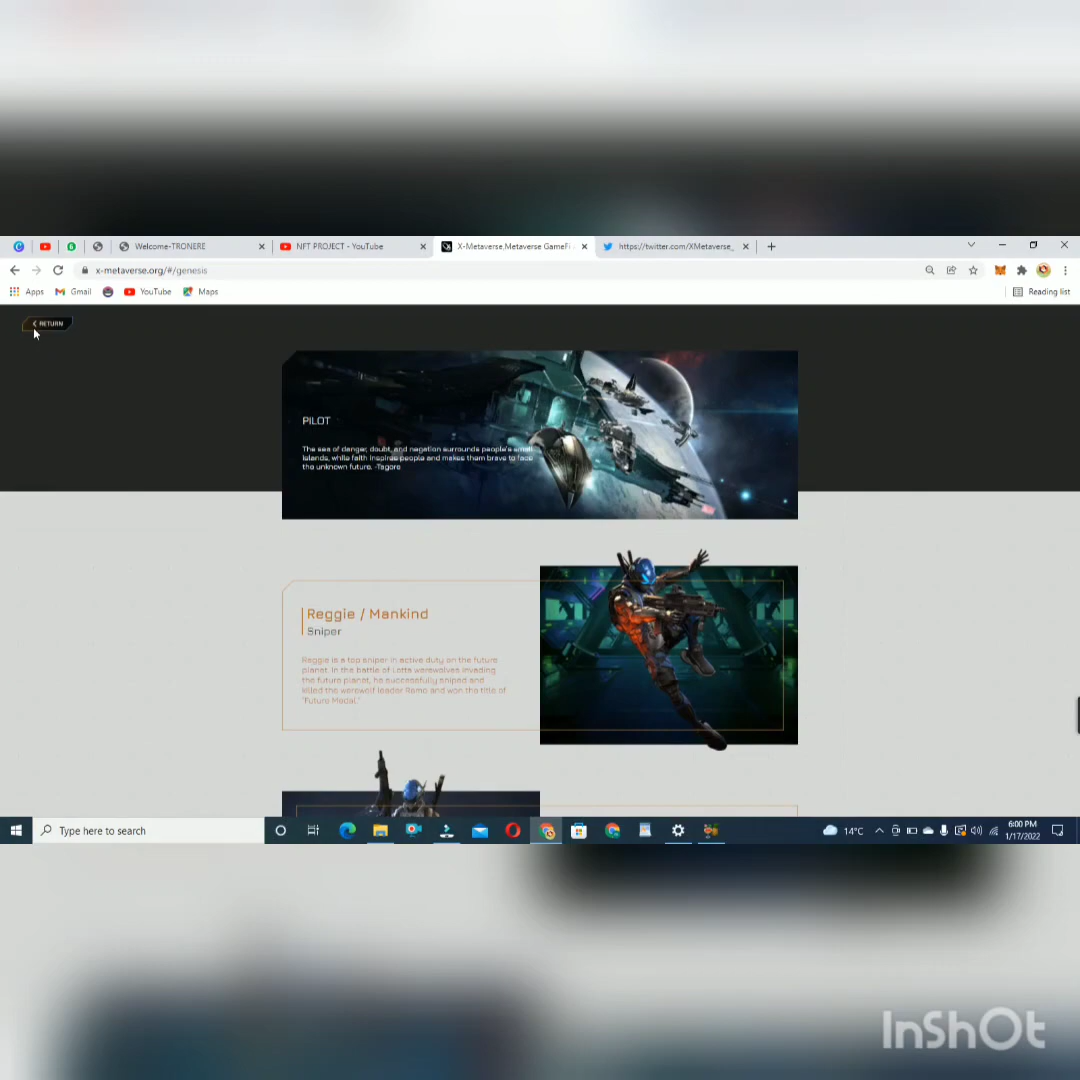 Welcome-TRONERE
NFT PROJECT - YouTube
X-Metaverse,Metaverse GameFi
https://twitter.com/XMetaverse_
x-metaverse.org/#/genesis
Apps
Gmail
YouTube
Maps
Reading list
RETURN
PILOT
The sea of danger, doubt, and negation surrounds people's small
islands, while faith inspires people and makes them brave to face
the unknown future. -Tagore
Reggie / Mankind
Sniper
Reggie is a top sniper in active duty on the future
planet. In the battle of Lotta werewolves invading
the future planet, he successfully sniped and
killed the werewolf leader Remo and won the title of
"Future Medal."
Type here to search
14°C
6:00 PM
1/17/2022
InShOt